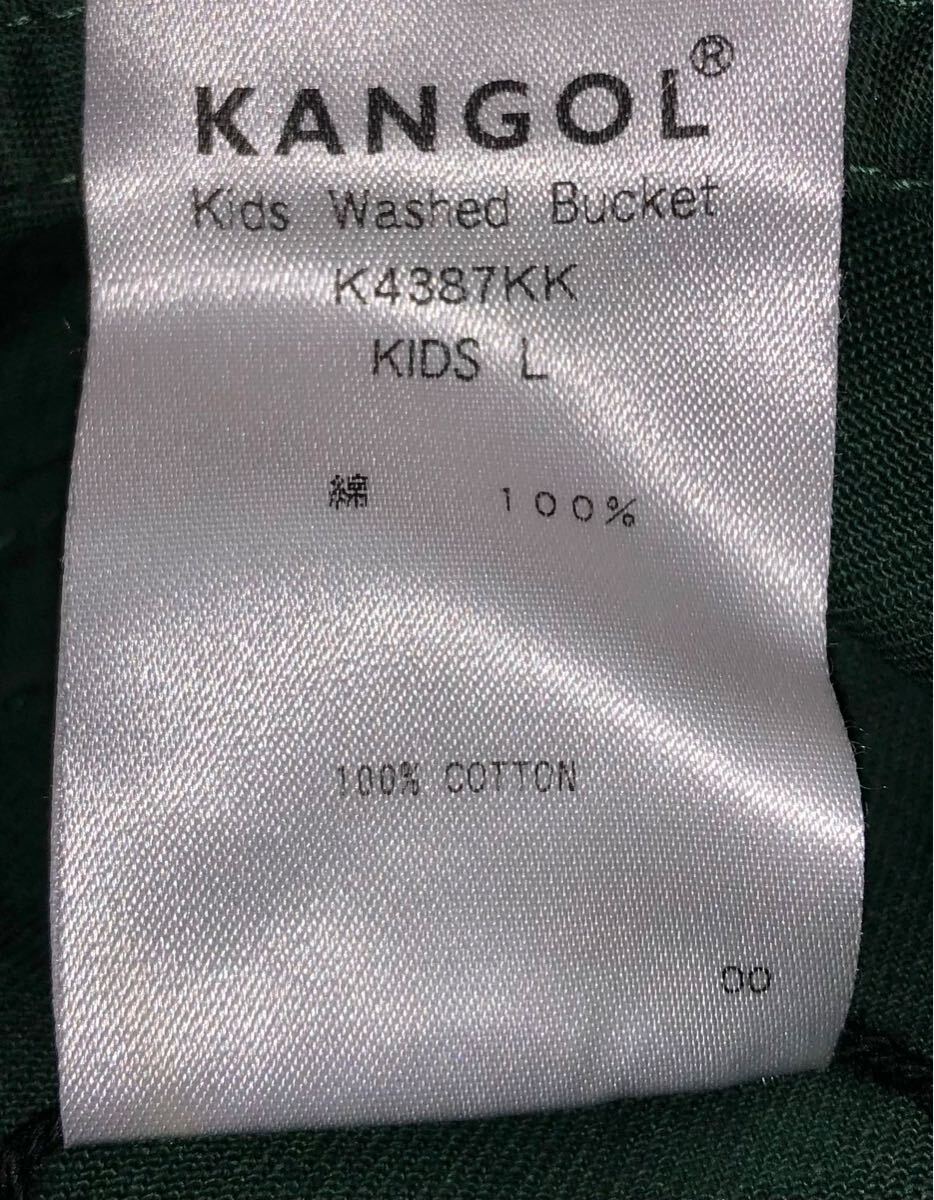 KANGOL®
Kids Washed Bucket
K4387KK
KIDS L
綿 100%
100% COTTON
00